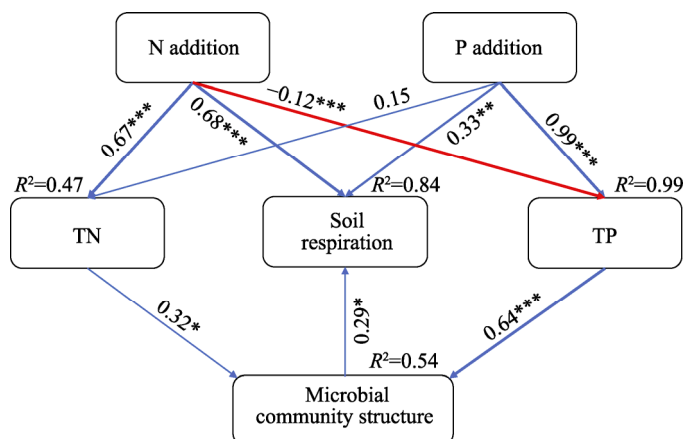 N addition
P addition
−0.12***
0.15
0.67***
0.68***
0.33**
0.99***
R²=0.47
R²=0.84
R²=0.99
TN
Soil
respiration
TP
0.32*
0.29*
0.64***
R²=0.54
Microbial
community structure